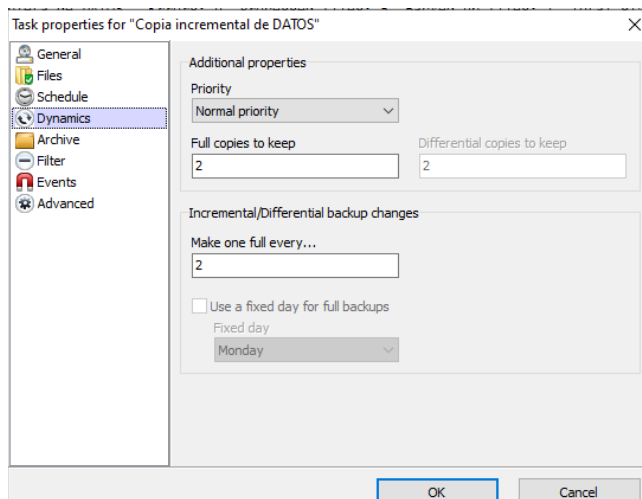 Task properties for "Copia incremental de DATOS"
General
Files
Schedule
Dynamics
Archive
Filter
Events
Advanced
Additional properties
Priority
Normal priority
Full copies to keep
Differential copies to keep
2
2
Incremental/Differential backup changes
Make one full every...
2
Use a fixed day for full backups
Fixed day
Monday
OK
Cancel